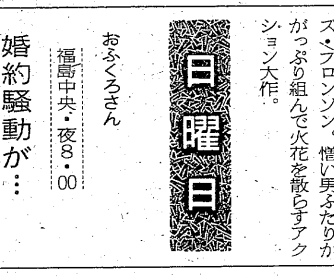 ズ・ブロンソン。憎い男ふたりが
がっぷり組んで火花を散らすアク
ション大作。
日曜日
おふくろさん
福島中央・夜8・00
婚約騒動が…